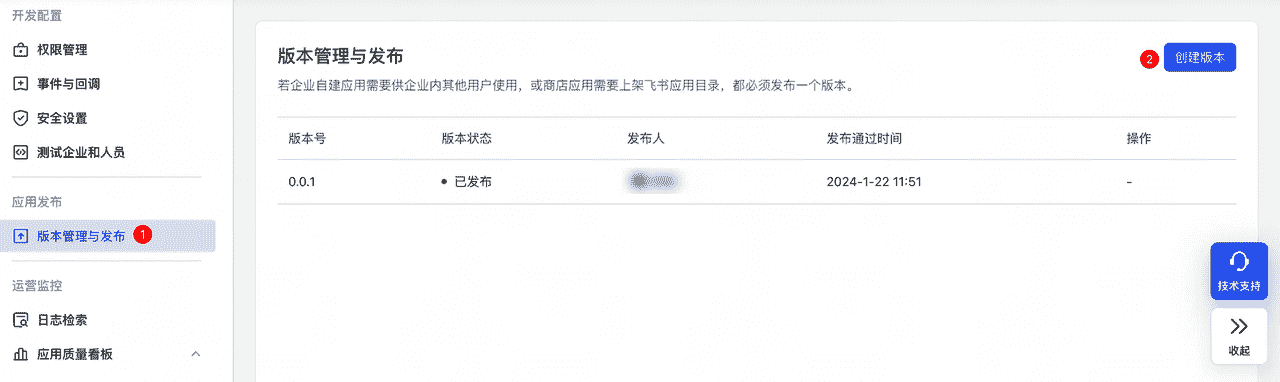 开发配置
权限管理
事件与回调
安全设置
测试企业和人员
应用发布
版本管理与发布 1
运营监控
日志检索
应用质量看板
版本管理与发布
2 创建版本
若企业自建应用需要供企业内其他用户使用，或商店应用需要上架飞书应用目录，都必须发布一个版本。
版本号 版本状态 发布人 发布通过时间 操作
0.0.1 已发布 2024-1-22 11:51 -
技术支持
收起